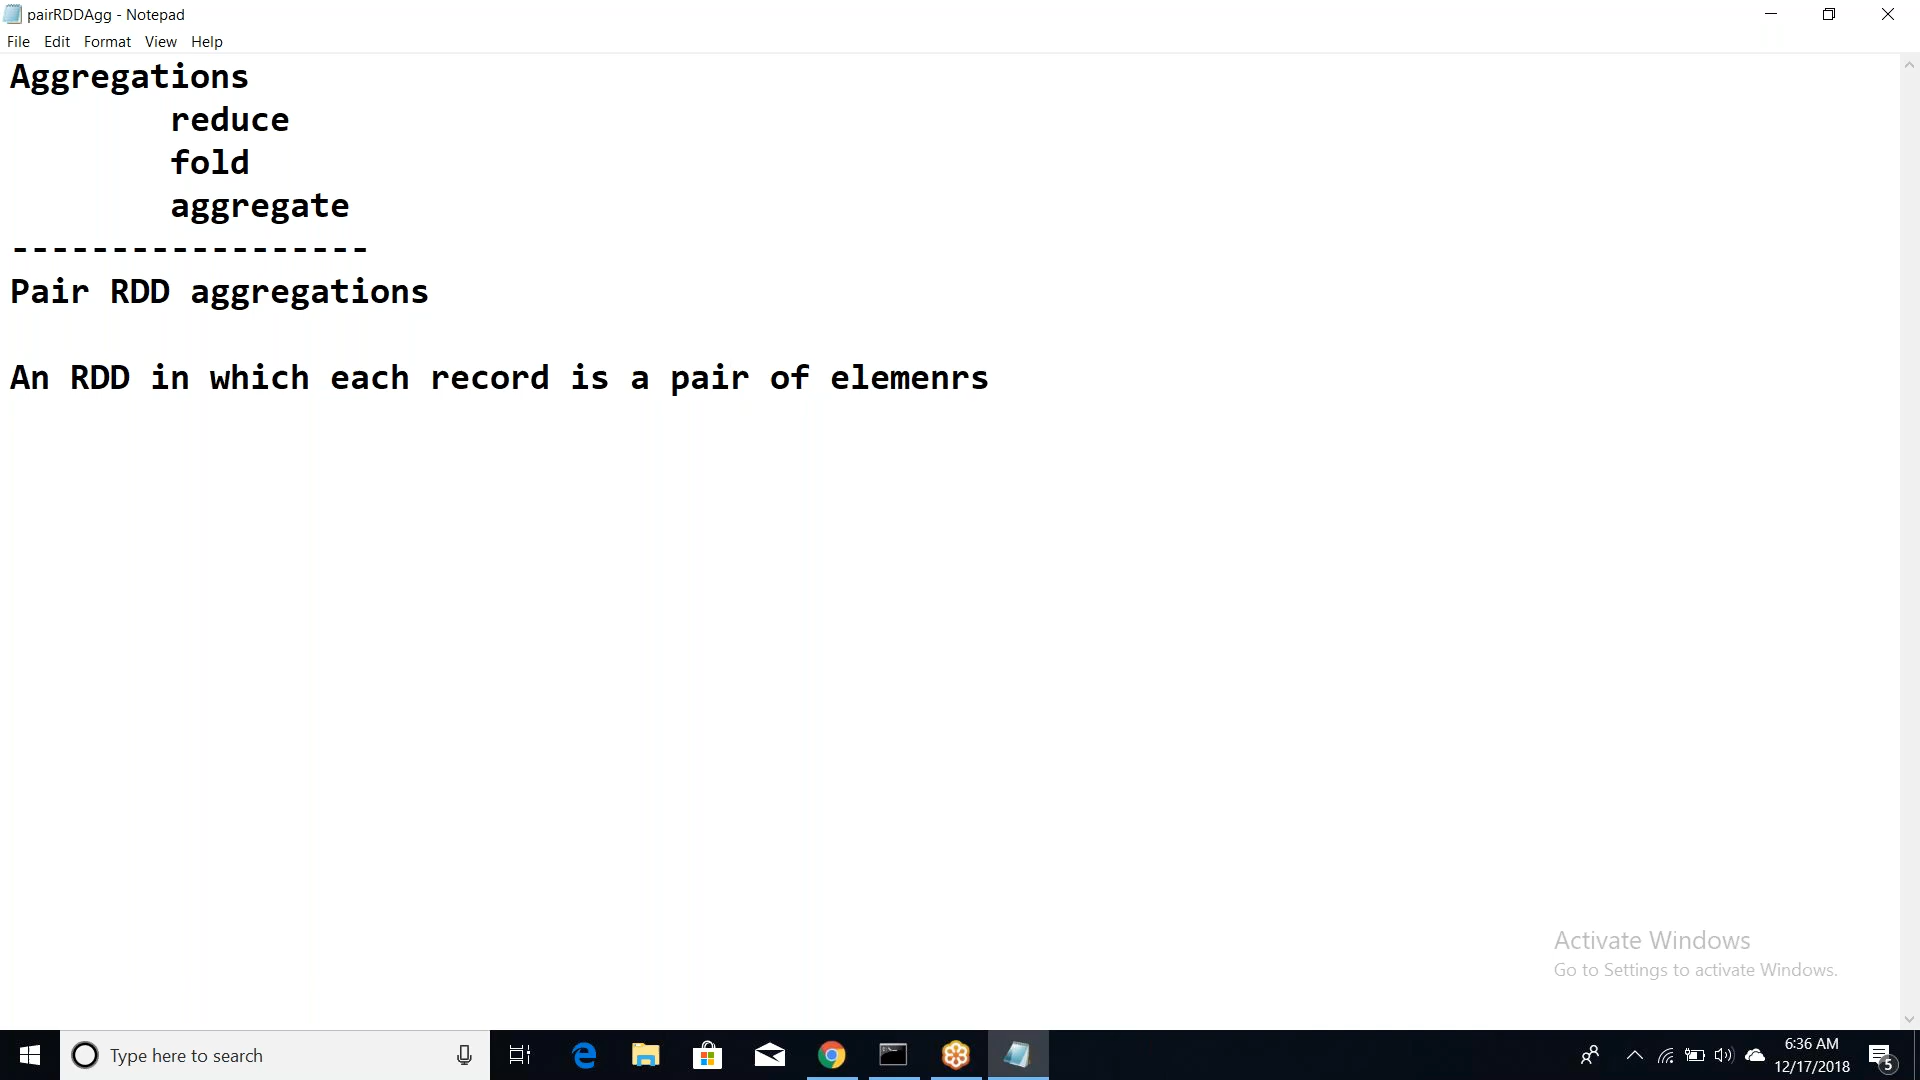 pairRDDAgg - Notepad
File Edit Format View Help
Aggregations
reduce
fold
aggregate
------------------
Pair RDD aggregations
An RDD in which each record is a pair of elemenrs
Activate Windows
Go to Settings to activate Windows.
Type here to search
6:36 AM
12/17/2018
5